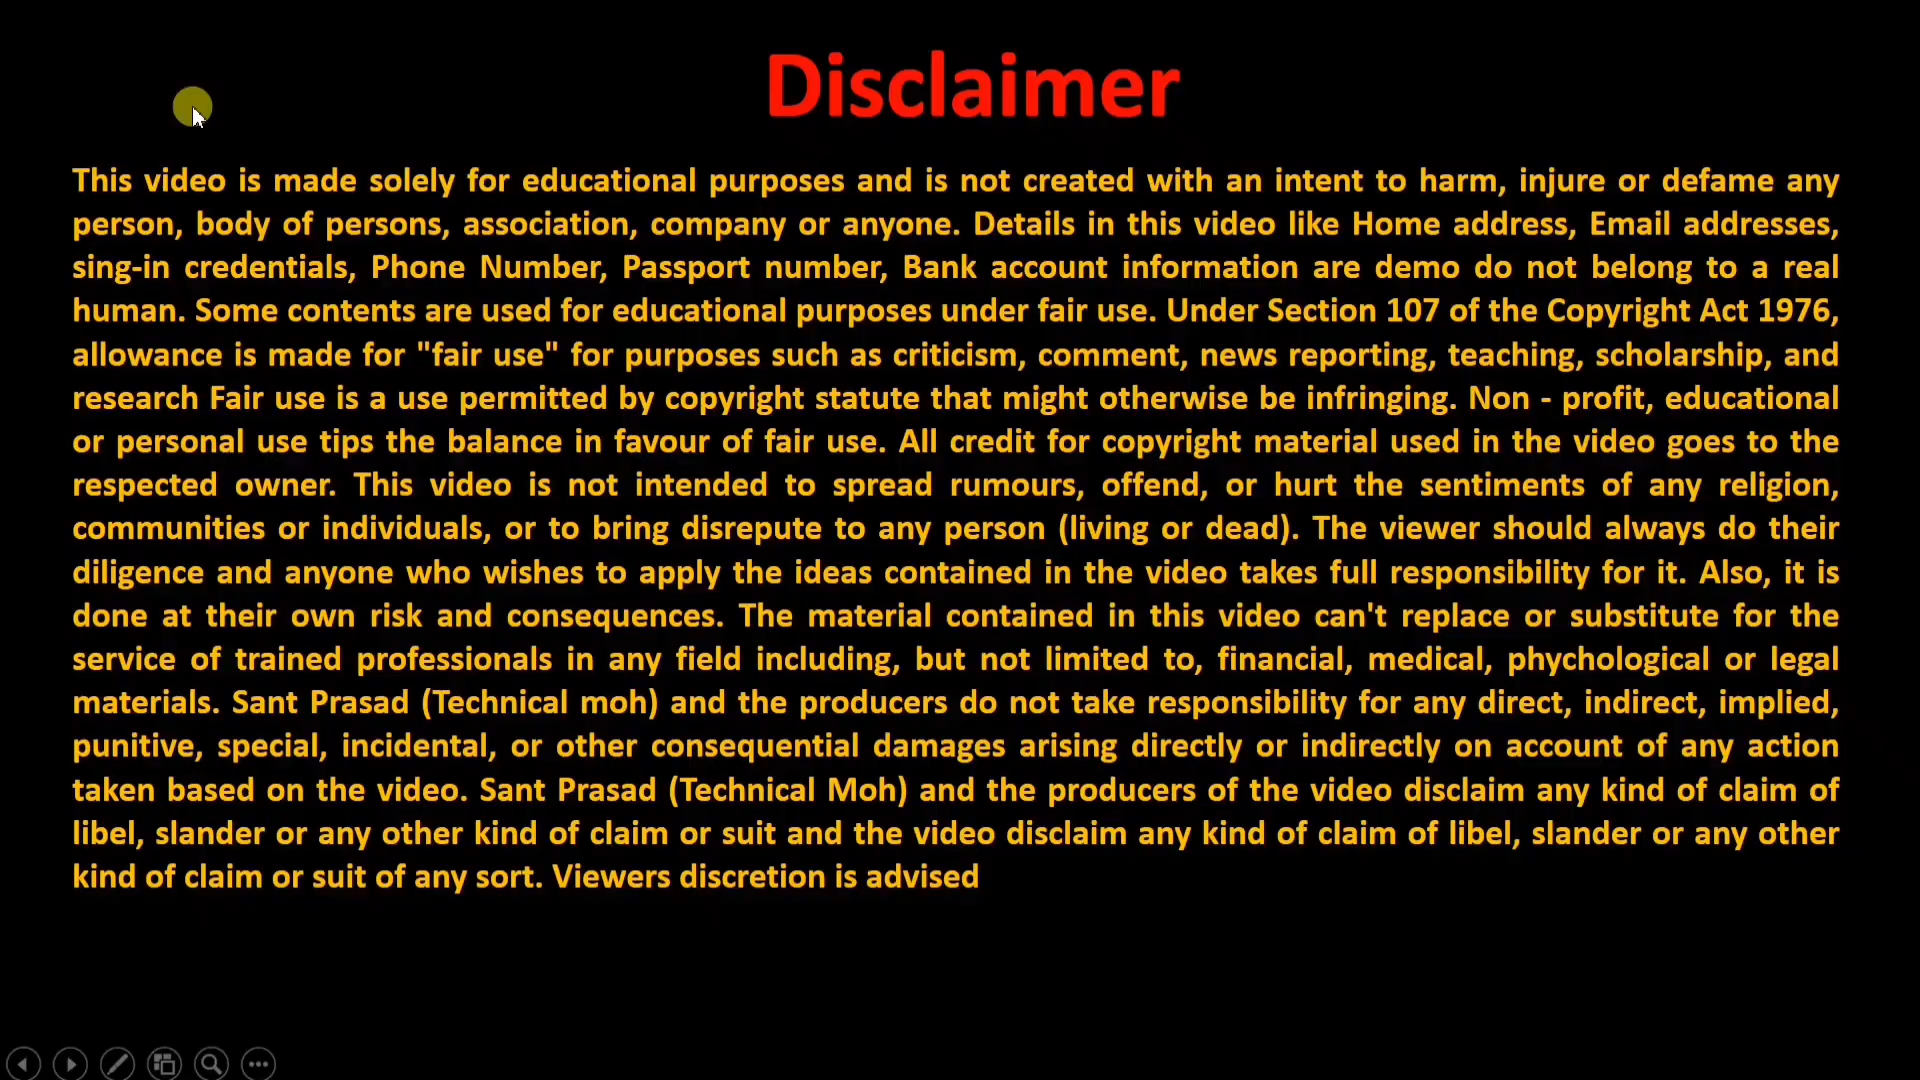 Disclaimer
This video is made solely for educational purposes and is not created with an intent to harm, injure or defame any
person, body of persons, association, company or anyone. Details in this video like Home address, Email addresses,
sing-in credentials, Phone Number, Passport number, Bank account information are demo do not belong to a real
human. Some contents are used for educational purposes under fair use. Under Section 107 of the Copyright Act 1976,
allowance is made for "fair use" for purposes such as criticism, comment, news reporting, teaching, scholarship, and
research Fair use is a use permitted by copyright statute that might otherwise be infringing. Non - profit, educational
or personal use tips the balance in favour of fair use. All credit for copyright material used in the video goes to the
respected owner. This video is not intended to spread rumours, offend, or hurt the sentiments of any religion,
communities or individuals, or to bring disrepute to any person (living or dead). The viewer should always do their
diligence and anyone who wishes to apply the ideas contained in the video takes full responsibility for it. Also, it is
done at their own risk and consequences. The material contained in this video can't replace or substitute for the
service of trained professionals in any field including, but not limited to, financial, medical, phychological or legal
materials. Sant Prasad (Technical moh) and the producers do not take responsibility for any direct, indirect, implied,
punitive, special, incidental, or other consequential damages arising directly or indirectly on account of any action
taken based on the video. Sant Prasad (Technical Moh) and the producers of the video disclaim any kind of claim of
libel, slander or any other kind of claim or suit and the video disclaim any kind of claim of libel, slander or any other
kind of claim or suit of any sort. Viewers discretion is advised